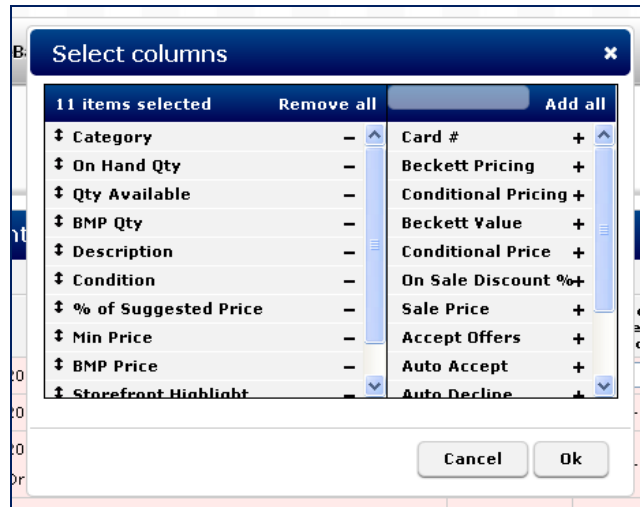 Select columns
11 items selected Remove all Add all
Category
On Hand Qty
Qty Available
BMP Qty
Description
Condition
% of Suggested Price
Min Price
BMP Price
Storefront Highlight
Card #
Beckett Pricing
Conditional Pricing
Beckett Value
Conditional Price
On Sale Discount %
Sale Price
Accept Offers
Auto Accept
Auto Decline
Cancel Ok